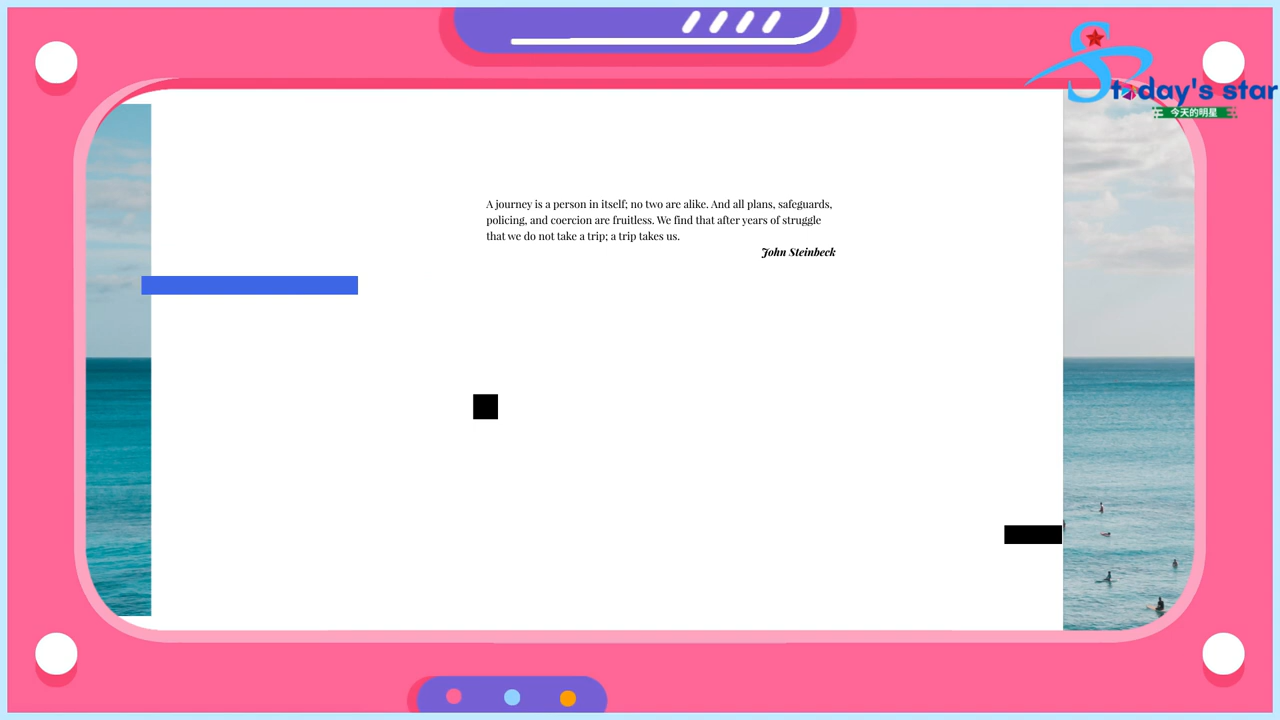 today's star
今天的明星
A journey is a person in itself; no two are alike. And all plans, safeguards,
policing, and coercion are fruitless. We find that after years of struggle
that we do not take a trip; a trip takes us.
John Steinbeck